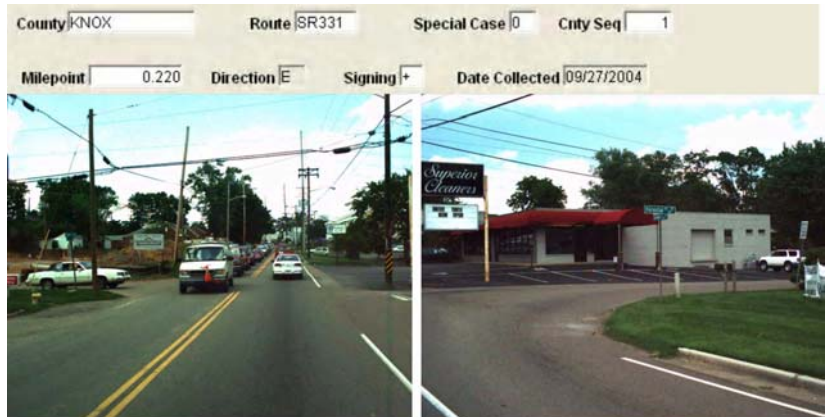 County KNOX Route SR331 Special Case 0 Cnty Seq 1
Milepoint 0.220 Direction E Signing + Date Collected 09/27/2004
Superior
Cleaners